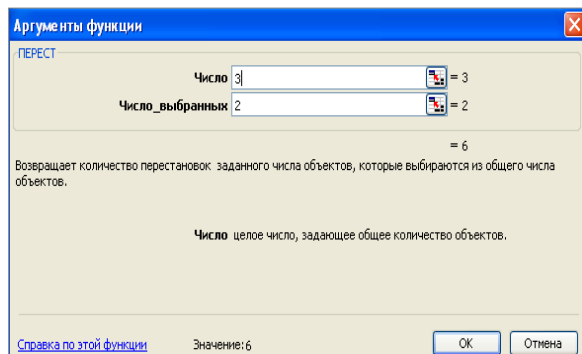 Аргументы функции
ПЕРЕСТ
Число 3 = 3
Число_выбранных 2 = 2
= 6
Возвращает количество перестановок заданного числа объектов, которые выбираются из общего числа
объектов.
Число целое число, задающее общее количество объектов.
Справка по этой функции Значение:6 ОК Отмена